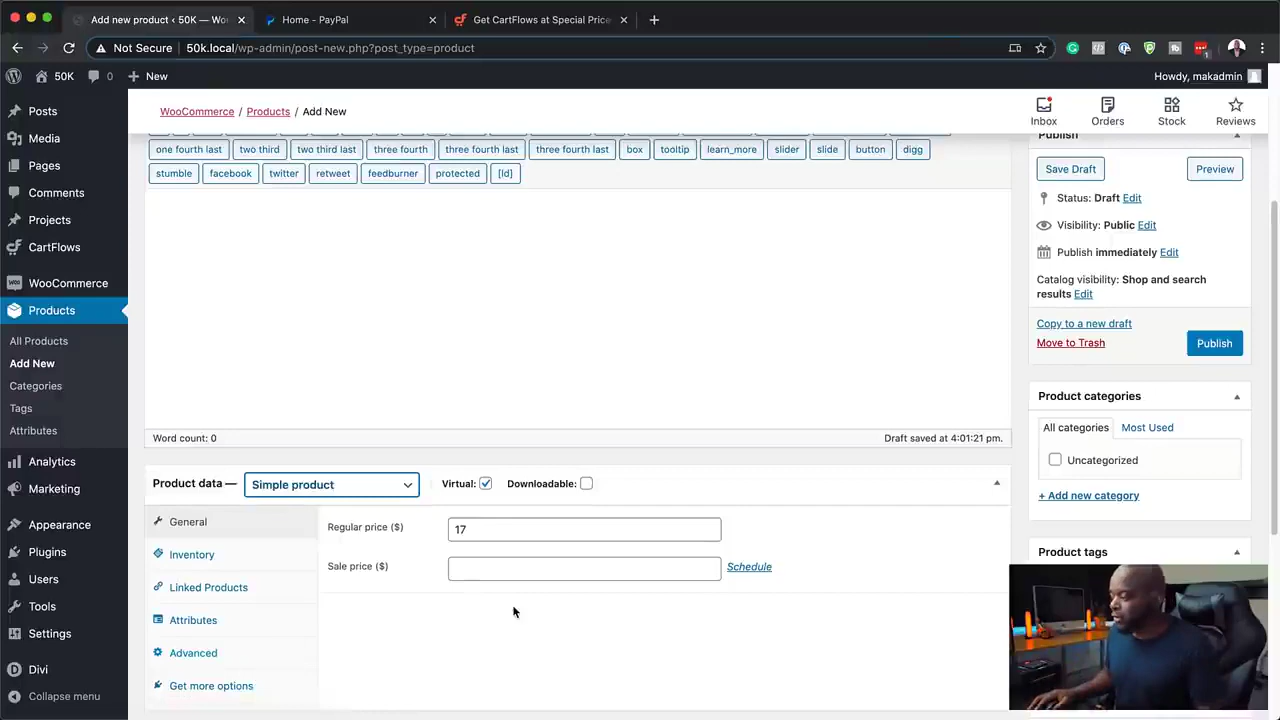 Add new product < 50K — Wo
Home - PayPal
Get CartFlows at Special Price
Not Secure
50k.local/wp-admin/post-new.php?post_type=product
50K
0
New
Howdy, makadmin
Posts
Media
Pages
Comments
Projects
CartFlows
WooCommerce
Products
All Products
Add New
Categories
Tags
Attributes
Analytics
Marketing
Appearance
Plugins
Users
Tools
Settings
Divi
Collapse menu
WooCommerce / Products / Add New
Inbox
Orders
Stock
Reviews
one fourth last
two third
two third last
three fourth
three fourth last
three fourth last
box
tooltip
learn_more
slider
slide
button
digg
stumble
facebook
twitter
retweet
feedburner
protected
[ld]
Word count: 0
Draft saved at 4:01:21 pm.
Product data —
Simple product
Virtual:
Downloadable:
General
Inventory
Linked Products
Attributes
Advanced
Get more options
Regular price ($)
17
Sale price ($)
Schedule
Publish
Save Draft
Preview
Status: Draft Edit
Visibility: Public Edit
Publish immediately Edit
Catalog visibility: Shop and search
results Edit
Copy to a new draft
Move to Trash
Publish
Product categories
All categories
Most Used
Uncategorized
+ Add new category
Product tags